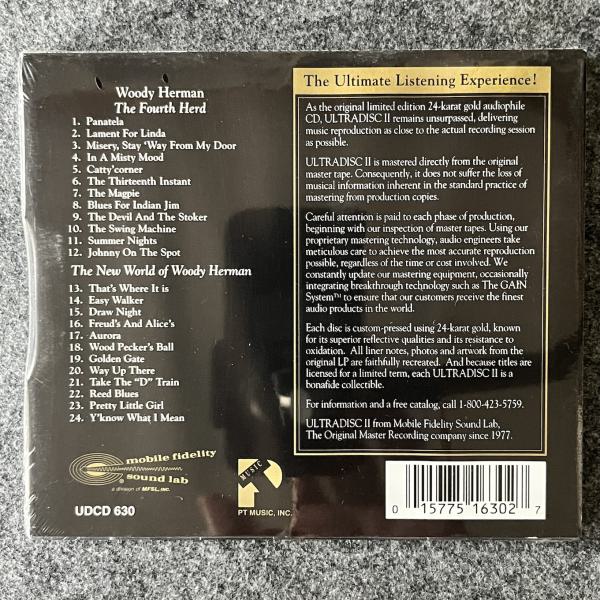 Woody Herman
The Fourth Herd
1. Panatela
2. Lament For Linda
3. Misery, Stay 'Way From My Door
4. In A Misty Mood
5. Catty'corner
6. The Thirteenth Instant
7. The Magpie
8. Blues For Indian Jim
9. The Devil And The Stoker
10. The Swing Machine
11. Summer Nights
12. Johnny On The Spot
The New World of Woody Herman
13. That's Where It is
14. Easy Walker
15. Draw Night
16. Freud's And Alice's
17. Aurora
18. Wood Pecker's Ball
19. Golden Gate
20. Way Up There
21. Take The "D" Train
22. Reed Blues
23. Pretty Little Girl
24. Y'know What I Mean
mobile fidelity
sound lab
a division of MFSL, INC.
UDCD 630
MUSIC
PT MUSIC, INC.
The Ultimate Listening Experience!
As the original limited edition 24-karat gold audiophile
CD, ULTRADISC II remains unsurpassed, delivering
music reproduction as close to the actual recording session
as possible.
ULTRADISC II is mastered directly from the original
master tape. Consequently, it does not suffer the loss of
musical information inherent in the standard practice of
mastering from production copies.
Careful attention is paid to each phase of production,
beginning with our inspection of master tapes. Using our
proprietary mastering technology, audio engineers take
meticulous care to achieve the most accurate reproduction
possible, regardless of the time or cost involved. We
constantly update our mastering equipment, occasionally
integrating breakthrough technology such as The GAIN
System™ to ensure that our customers receive the finest
audio products in the world.
Each disc is custom-pressed using 24-karat gold, known
for its superior reflective qualities and its resistance to
oxidation. All liner notes, photos and artwork from the
original LP are faithfully recreated. And because titles are
licensed for a limited term, each ULTRADISC II is a
bonafide collectible.
For information and a free catalog, call 1-800-423-5759.
ULTRADISC II from Mobile Fidelity Sound Lab,
The Original Master Recording company since 1977.
0 15775 16302 7